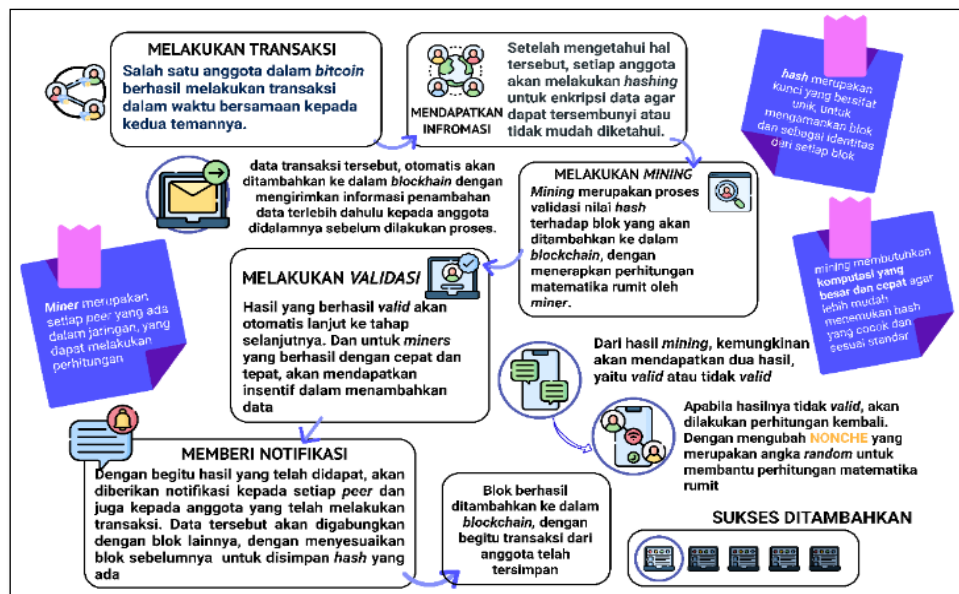 MELAKUKAN TRANSAKSI
Salah satu anggota dalam bitcoin
berhasil melakukan transaksi
dalam waktu bersamaan kepada
kedua temannya.
MENDAPATKAN
INFROMASI
Setelah mengetahui hal
tersebut, setiap anggota
akan melakukan hashing
untuk enkripsi data agar
dapat tersembunyi atau
tidak mudah diketahui.
hash merupakan
kunci yang bersifat
unik, untuk
mengamankan blok
dan sebagai identitas
dari setiap blok
data transaksi tersebut, otomatis akan
ditambahkan ke dalam blockhain dengan
mengirimkan informasi penambahan
data terlebih dahulu kepada anggota
didalamnya sebelum dilakukan proses.
MELAKUKAN MINING
Mining merupakan proses
validasi nilai hash
terhadap blok yang akan
ditambahkan ke dalam
blockchain, dengan
menerapkan perhitungan
matematika rumit oleh
miner.
mining membutuhkan
komputasi yang
besar dan cepat agar
lebih mudah
menemukan hash
yang cocok dan
sesuai standar
MELAKUKAN VALIDASI
Hasil yang berhasil valid akan
otomatis lanjut ke tahap
selanjutnya. Dan untuk miners
yang berhasil dengan cepat dan
tepat, akan mendapatkan
insentif dalam menambahkan
data
Miner merupakan
setiap peer yang ada
dalam jaringan, yang
dapat melakukan
perhitungan
Dari hasil mining, kemungkinan
akan mendapatkan dua hasil,
yaitu valid atau tidak valid
Apabila hasilnya tidak valid, akan
dilakukan perhitungan kembali.
Dengan mengubah NONCHE yang
merupakan angka random untuk
membantu perhitungan matematika
rumit
MEMBERI NOTIFIKASI
Dengan begitu hasil yang telah didapat, akan
diberikan notifikasi kepada setiap peer dan
juga kepada anggota yang telah melakukan
transaksi. Data tersebut akan digabungkan
dengan blok lainnya, dengan menyesuaikan
blok sebelumnya untuk disimpan hash yang
ada
Blok berhasil
ditambahkan ke dalam
blockchain, dengan
begitu transaksi dari
anggota telah
tersimpan
SUKSES DITAMBAHKAN